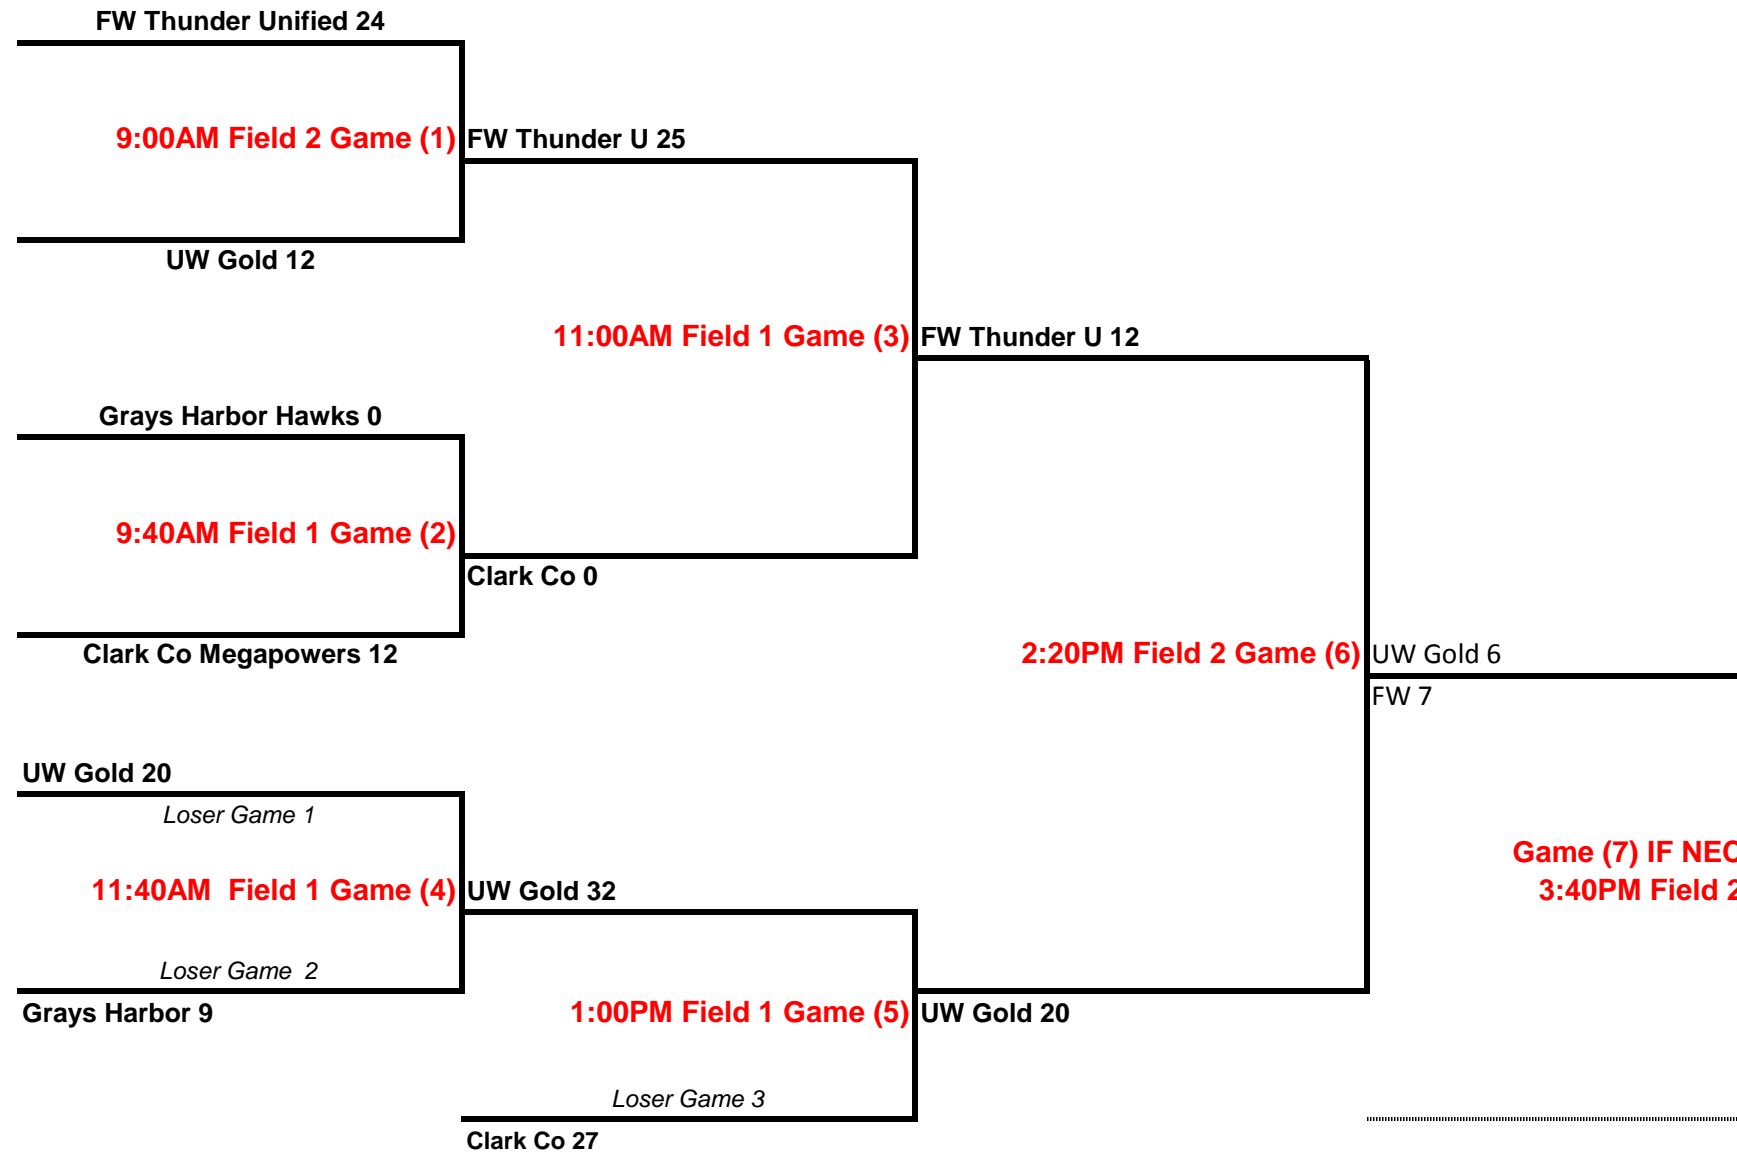 FW Thunder Unified 24
9:00AM Field 2 Game (1)
FW Thunder U 25
UW Gold 12
11:00AM Field 1 Game (3)
FW Thunder U 12
Grays Harbor Hawks 0
9:40AM Field 1 Game (2)
Clark Co 0
Clark Co Megapowers 12
2:20PM Field 2 Game (6)
UW Gold 6
FW 7
UW Gold 20
Loser Game 1
Game (7) IF NEC
11:40AM  Field 1 Game (4)
UW Gold 32
3:40PM Field 2
Loser Game  2
Grays Harbor 9
1:00PM Field 1 Game (5)
UW Gold 20
Loser Game 3
Clark Co 27